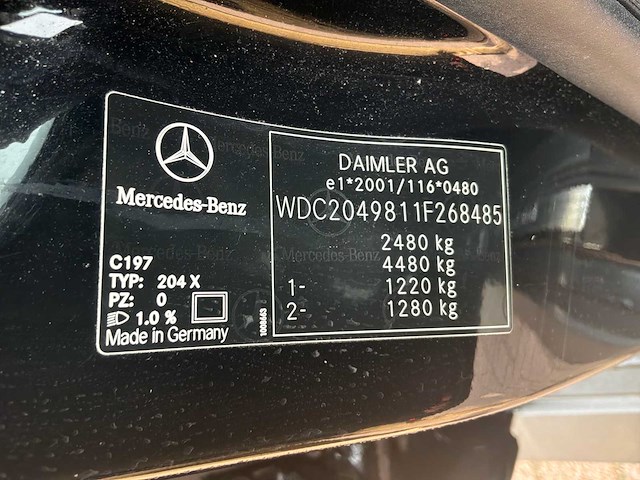 Mercedes-Benz
C197
TYP: 204 X
PZ: 0
1.0 %
Made in Germany
1000663
DAIMLER AG
e1*2001/116*0480
WDC2049811F268485
2480 kg
4480 kg
1- 1220 kg
2- 1280 kg